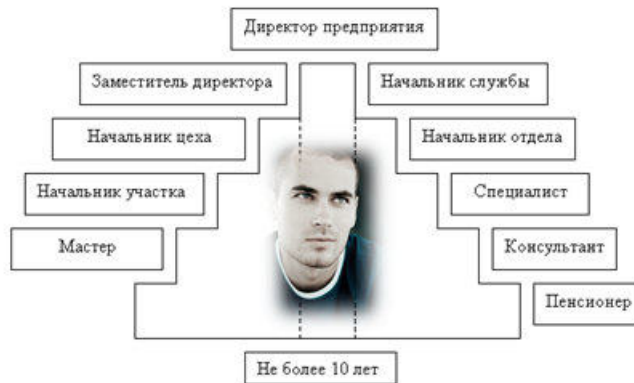 Директор предприятия
Заместитель директора
Начальник службы
Начальник цеха
Начальник отдела
Начальник участка
Специалист
Мастер
Консультант
Пенсионер
Не более 10 лет